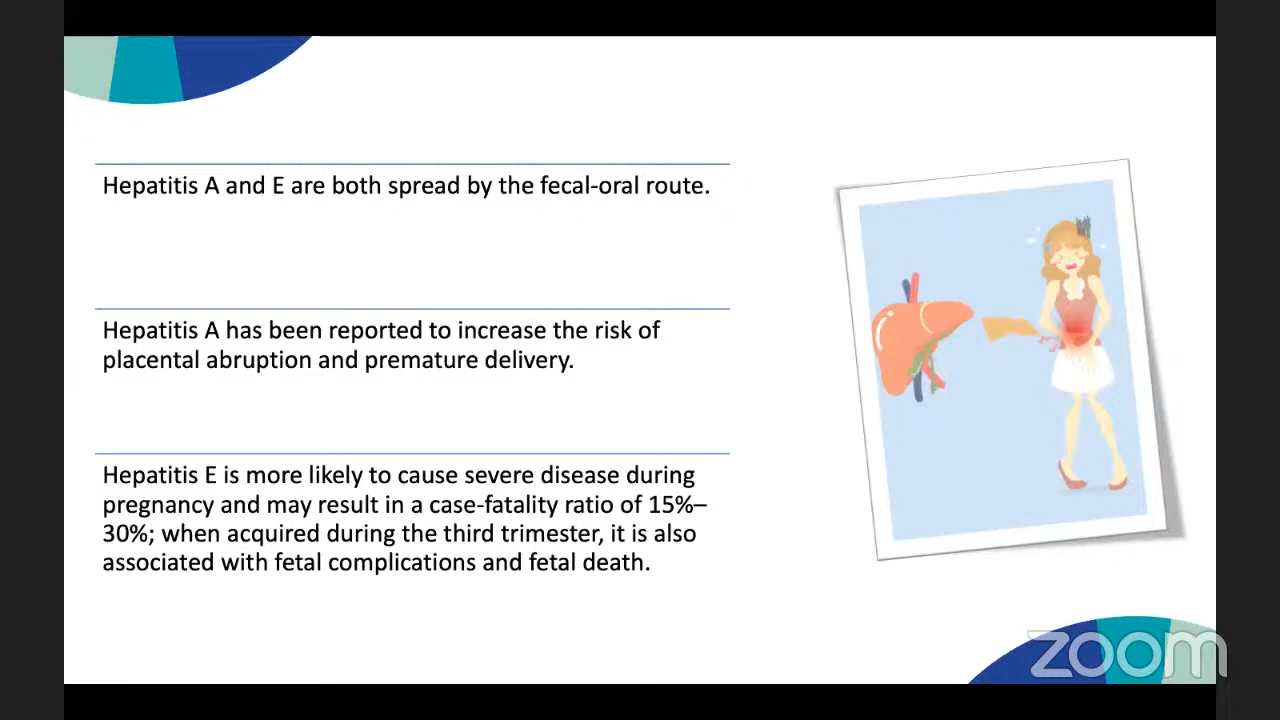 Hepatitis A and E are both spread by the fecal-oral route.
Hepatitis A has been reported to increase the risk of
placental abruption and premature delivery.
Hepatitis E is more likely to cause severe disease during
pregnancy and may result in a case-fatality ratio of 15%–
30%; when acquired during the third trimester, it is also
associated with fetal complications and fetal death.
zoom